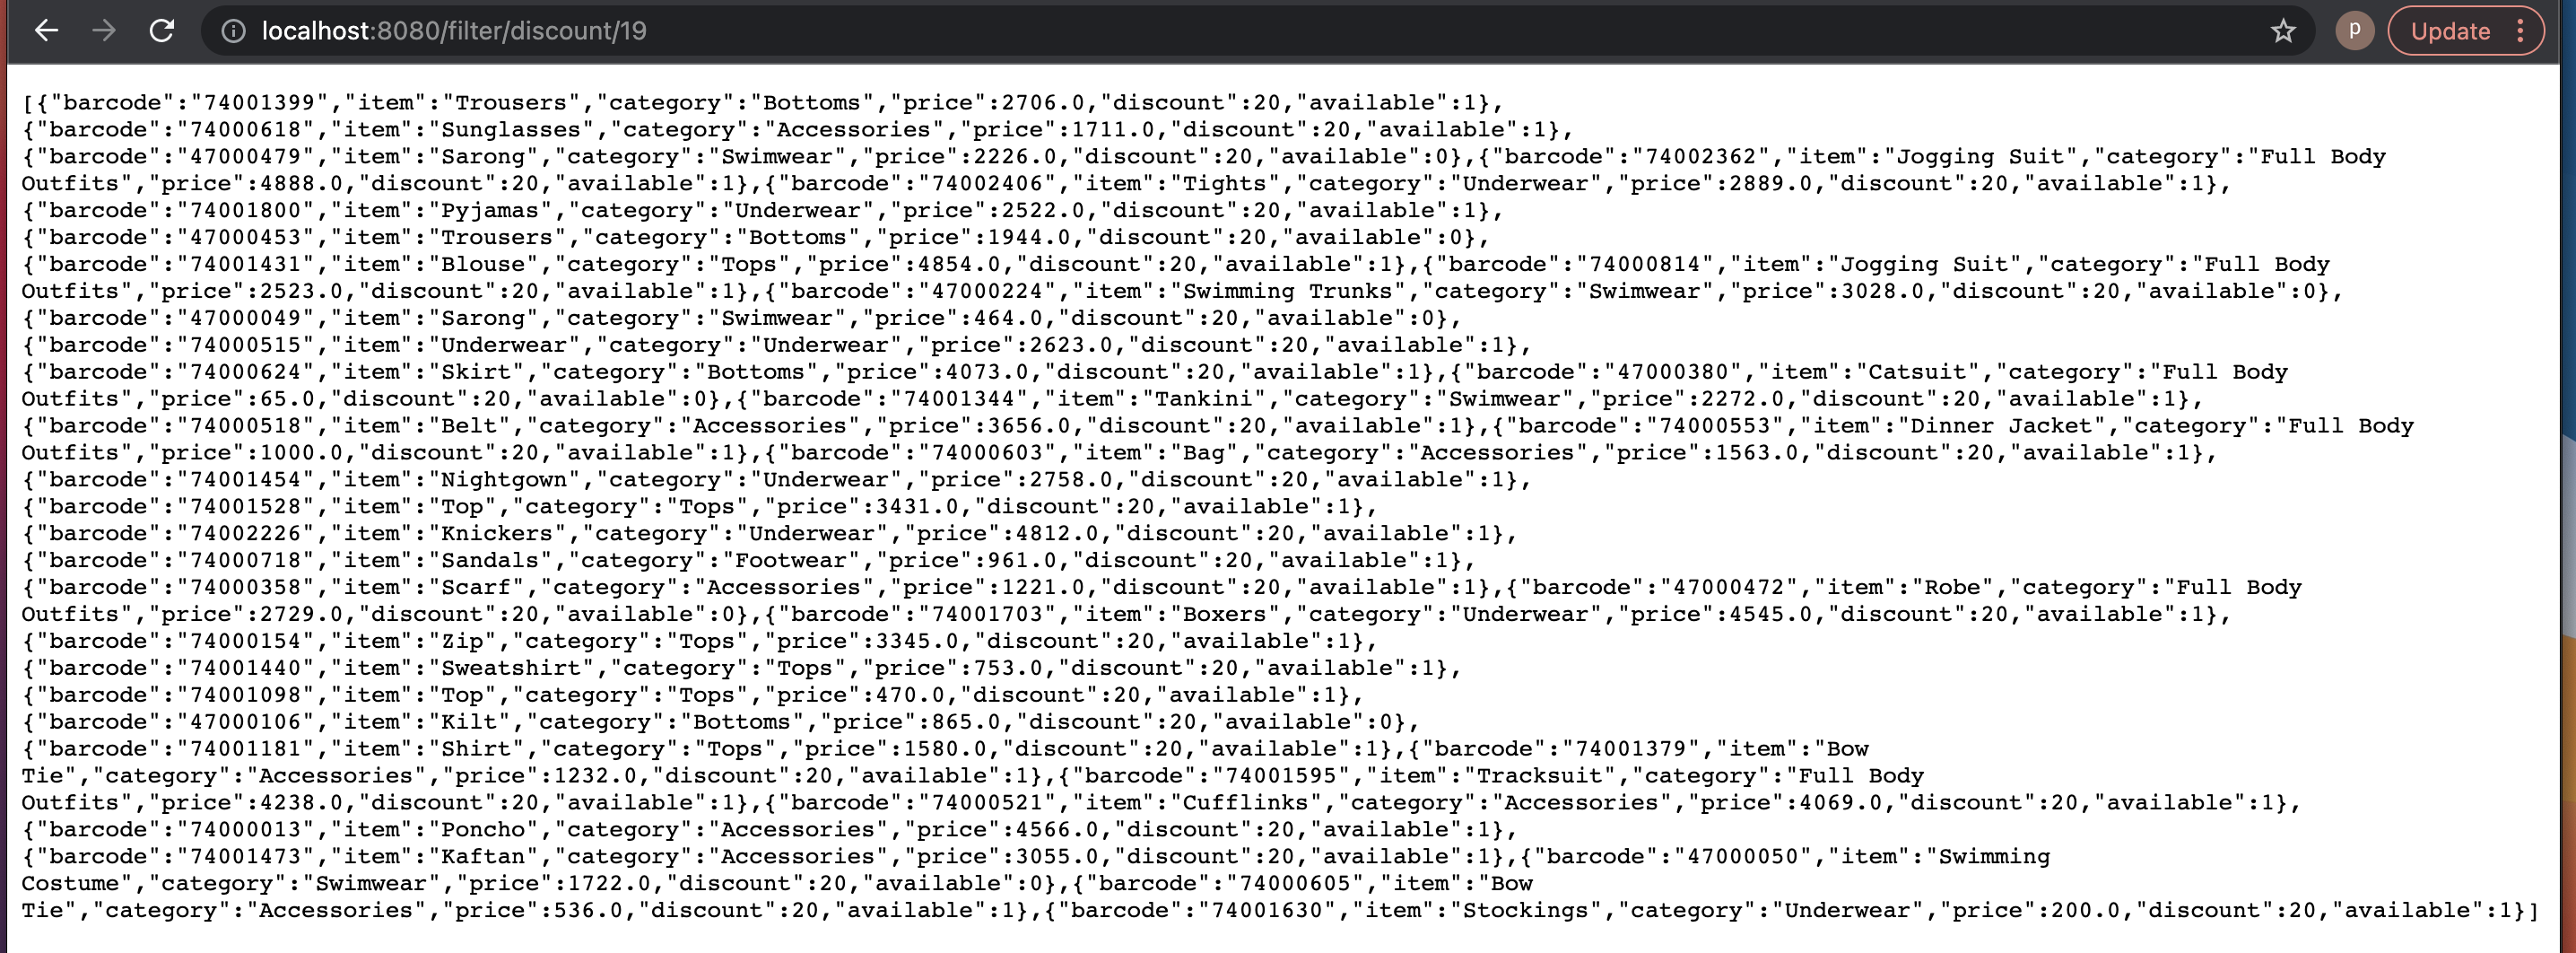 localhost:8080/filter/discount/19
p
Update
[{"barcode":"74001399","item":"Trousers","category":"Bottoms","price":2706.0,"discount":20,"available":1},
{"barcode":"74000618","item":"Sunglasses","category":"Accessories","price":1711.0,"discount":20,"available":1},
{"barcode":"47000479","item":"Sarong","category":"Swimwear","price":2226.0,"discount":20,"available":0},{"barcode":"74002362","item":"Jogging Suit","category":"Full Body
Outfits","price":4888.0,"discount":20,"available":1},{"barcode":"74002406","item":"Tights","category":"Underwear","price":2889.0,"discount":20,"available":1},
{"barcode":"74001800","item":"Pyjamas","category":"Underwear","price":2522.0,"discount":20,"available":1},
{"barcode":"47000453","item":"Trousers","category":"Bottoms","price":1944.0,"discount":20,"available":0},
{"barcode":"74001431","item":"Blouse","category":"Tops","price":4854.0,"discount":20,"available":1},{"barcode":"74000814","item":"Jogging Suit","category":"Full Body
Outfits","price":2523.0,"discount":20,"available":1},{"barcode":"47000224","item":"Swimming Trunks","category":"Swimwear","price":3028.0,"discount":20,"available":0},
{"barcode":"47000049","item":"Sarong","category":"Swimwear","price":464.0,"discount":20,"available":0},
{"barcode":"74000515","item":"Underwear","category":"Underwear","price":2623.0,"discount":20,"available":1},
{"barcode":"74000624","item":"Skirt","category":"Bottoms","price":4073.0,"discount":20,"available":1},{"barcode":"47000380","item":"Catsuit","category":"Full Body
Outfits","price":65.0,"discount":20,"available":0},{"barcode":"74001344","item":"Tankini","category":"Swimwear","price":2272.0,"discount":20,"available":1},
{"barcode":"74000518","item":"Belt","category":"Accessories","price":3656.0,"discount":20,"available":1},{"barcode":"74000553","item":"Dinner Jacket","category":"Full Body
Outfits","price":1000.0,"discount":20,"available":1},{"barcode":"74000603","item":"Bag","category":"Accessories","price":1563.0,"discount":20,"available":1},
{"barcode":"74001454","item":"Nightgown","category":"Underwear","price":2758.0,"discount":20,"available":1},
{"barcode":"74001528","item":"Top","category":"Tops","price":3431.0,"discount":20,"available":1},
{"barcode":"74002226","item":"Knickers","category":"Underwear","price":4812.0,"discount":20,"available":1},
{"barcode":"74000718","item":"Sandals","category":"Footwear","price":961.0,"discount":20,"available":1},
{"barcode":"74000358","item":"Scarf","category":"Accessories","price":1221.0,"discount":20,"available":1},{"barcode":"47000472","item":"Robe","category":"Full Body
Outfits","price":2729.0,"discount":20,"available":0},{"barcode":"74001703","item":"Boxers","category":"Underwear","price":4545.0,"discount":20,"available":1},
{"barcode":"74000154","item":"Zip","category":"Tops","price":3345.0,"discount":20,"available":1},
{"barcode":"74001440","item":"Sweatshirt","category":"Tops","price":753.0,"discount":20,"available":1},
{"barcode":"74001098","item":"Top","category":"Tops","price":470.0,"discount":20,"available":1},
{"barcode":"47000106","item":"Kilt","category":"Bottoms","price":865.0,"discount":20,"available":0},
{"barcode":"74001181","item":"Shirt","category":"Tops","price":1580.0,"discount":20,"available":1},{"barcode":"74001379","item":"Bow
Tie","category":"Accessories","price":1232.0,"discount":20,"available":1},{"barcode":"74001595","item":"Tracksuit","category":"Full Body
Outfits","price":4238.0,"discount":20,"available":1},{"barcode":"74000521","item":"Cufflinks","category":"Accessories","price":4069.0,"discount":20,"available":1},
{"barcode":"74000013","item":"Poncho","category":"Accessories","price":4566.0,"discount":20,"available":1},
{"barcode":"74001473","item":"Kaftan","category":"Accessories","price":3055.0,"discount":20,"available":1},{"barcode":"47000050","item":"Swimming
Costume","category":"Swimwear","price":1722.0,"discount":20,"available":0},{"barcode":"74000605","item":"Bow
Tie","category":"Accessories","price":536.0,"discount":20,"available":1},{"barcode":"74001630","item":"Stockings","category":"Underwear","price":200.0,"discount":20,"available":1}]